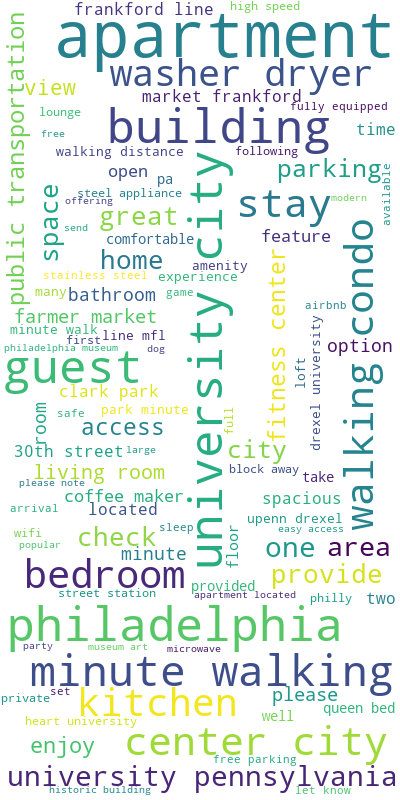 frankford line
high speed
apartment
washer dryer
view
market frankford
fully equipped
building
public transportation
lounge
free
walking distance
following
time
open
pa
parking
available
steel appliance
space
offering
stay
modern
great
send
comfortable
feature
home
amenity
university city
walking condo
stainless steel
experience
fitness center
many
bathroom
game
airbnb
farmer market
minute walk
first
line mfl
drexel university
option
philadelphia museum
dog
guest
loft
clark park
room
safe
park minute
full
access
30th street
large
city
living room
block away
take
please note
coffee maker
spacious
arrival
located
upenn drexel
sleep
wifi
check
floor
easy access
popular
minute
one
area
bedroom
provided
provide
street station
apartment located
philly
two
philadelphia
party
museum art
microwave
minute walking
private
set
kitchen
please
queen bed
heart university
well
enjoy
center city
free parking
university pennsylvania
historic building
let know